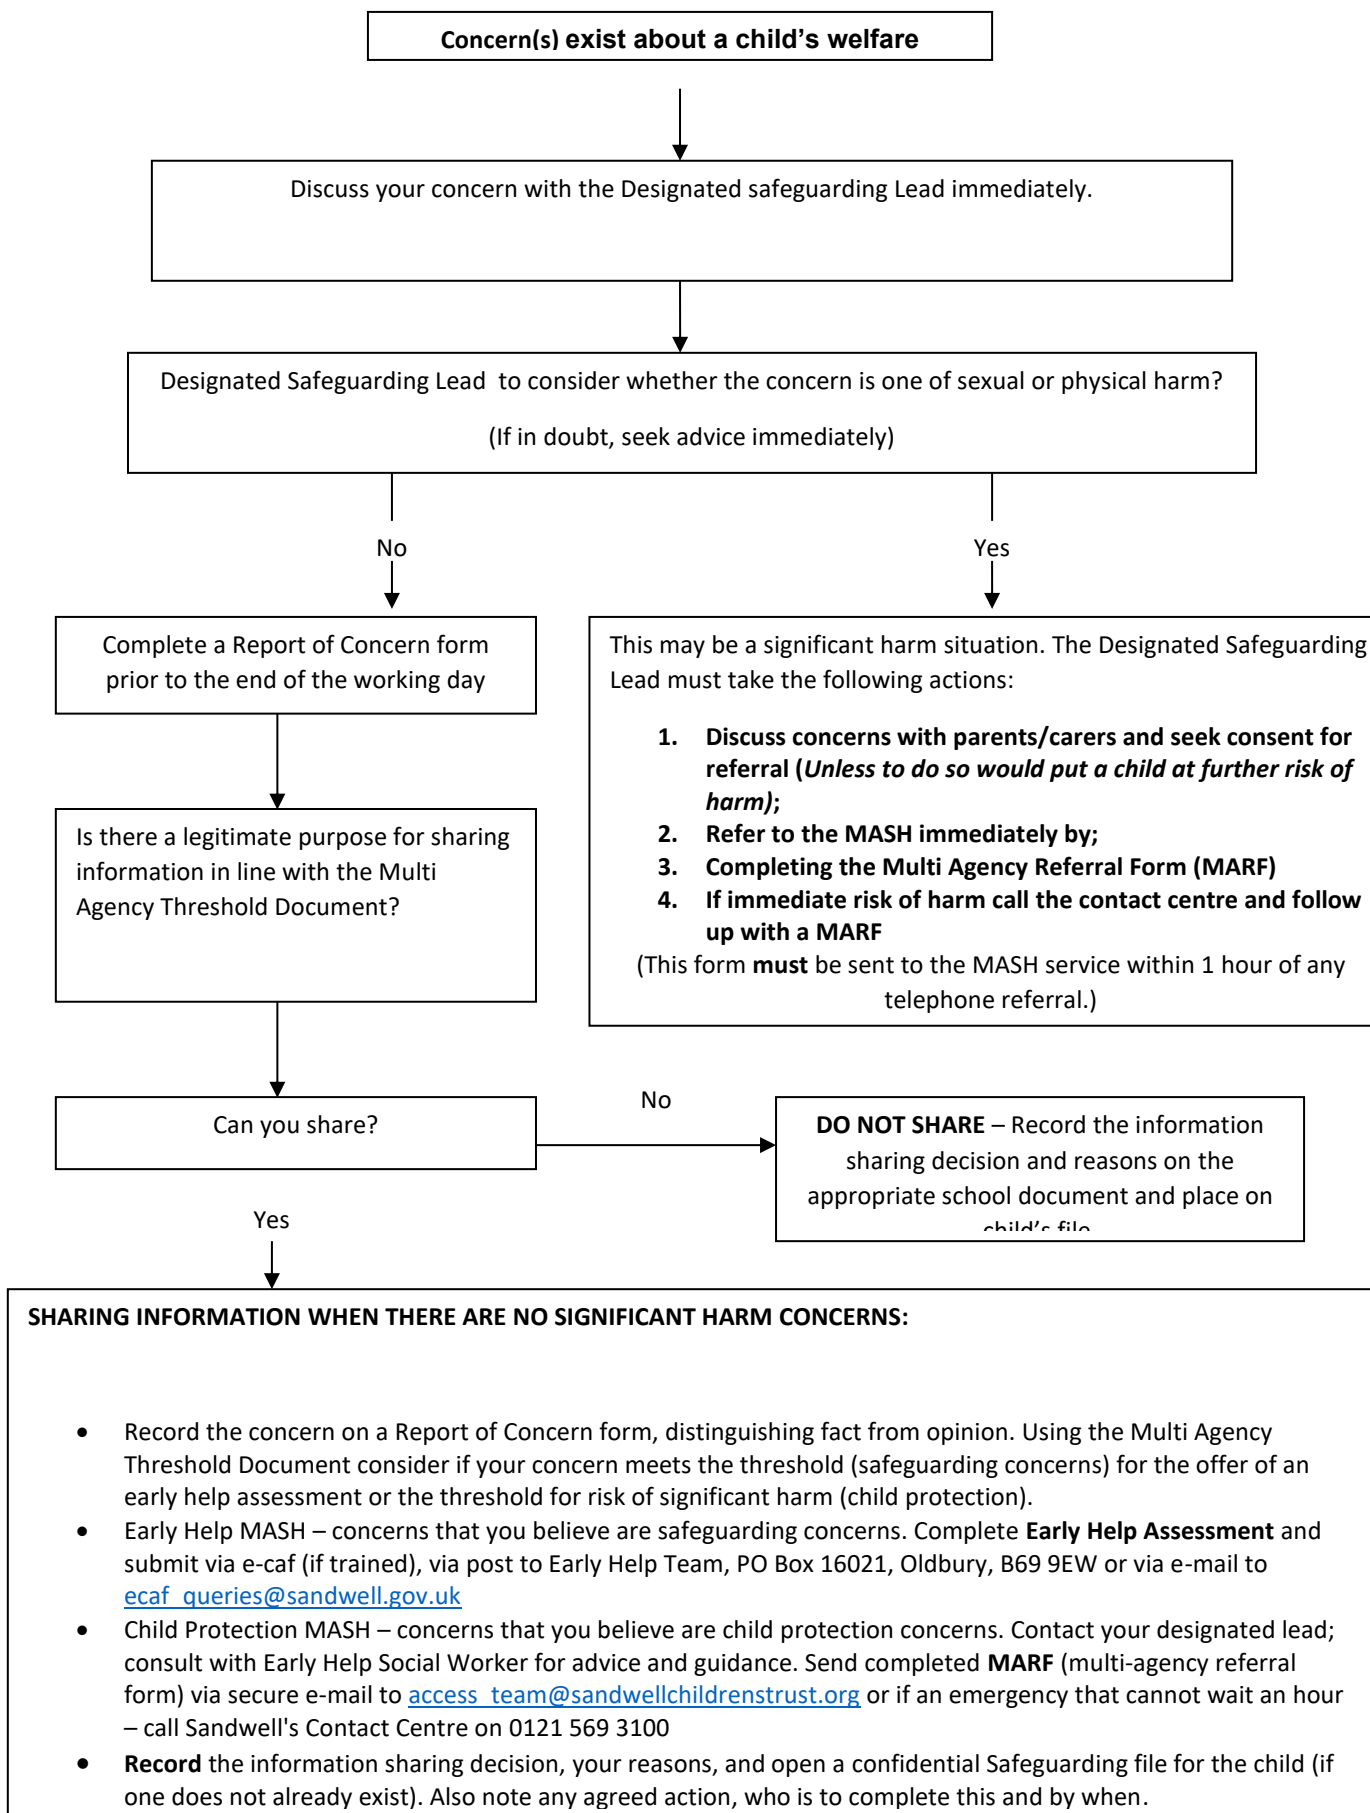 Concern(s) exist about a child's welfare
Discuss your concern with the Designated safeguarding Lead immediately.
Designated Safeguarding Lead  to consider whether the concern is one of sexual or physical harm?
(If in doubt, seek advice immediately)
No
Yes
Complete a Report of Concern form
prior to the end of the working day
This may be a significant harm situation. The Designated Safeguarding
Lead must take the following actions:
1. Discuss concerns with parents/carers and seek consent for
referral (Unless to do so would put a child at further risk of
harm);
2. Refer to the MASH immediately by;
3. Completing the Multi Agency Referral Form (MARF)
4. If immediate risk of harm call the contact centre and follow
up with a MARF
(This form must be sent to the MASH service within 1 hour of any
telephone referral.)
Is there a legitimate purpose for sharing
information in line with the Multi
Agency Threshold Document?
Can you share?
No
DO NOT SHARE – Record the information
sharing decision and reasons on the
appropriate school document and place on
child's file
Yes
SHARING INFORMATION WHEN THERE ARE NO SIGNIFICANT HARM CONCERNS:
• Record the concern on a Report of Concern form, distinguishing fact from opinion. Using the Multi Agency
Threshold Document consider if your concern meets the threshold (safeguarding concerns) for the offer of an
early help assessment or the threshold for risk of significant harm (child protection).
• Early Help MASH – concerns that you believe are safeguarding concerns. Complete Early Help Assessment and
submit via e-caf (if trained), via post to Early Help Team, PO Box 16021, Oldbury, B69 9EW or via e-mail to
ecaf_queries@sandwell.gov.uk
• Child Protection MASH – concerns that you believe are child protection concerns. Contact your designated lead;
consult with Early Help Social Worker for advice and guidance. Send completed MARF (multi-agency referral
form) via secure e-mail to access_team@sandwellchildrenstrust.org or if an emergency that cannot wait an hour
– call Sandwell's Contact Centre on 0121 569 3100
• Record the information sharing decision, your reasons, and open a confidential Safeguarding file for the child (if
one does not already exist). Also note any agreed action, who is to complete this and by when.